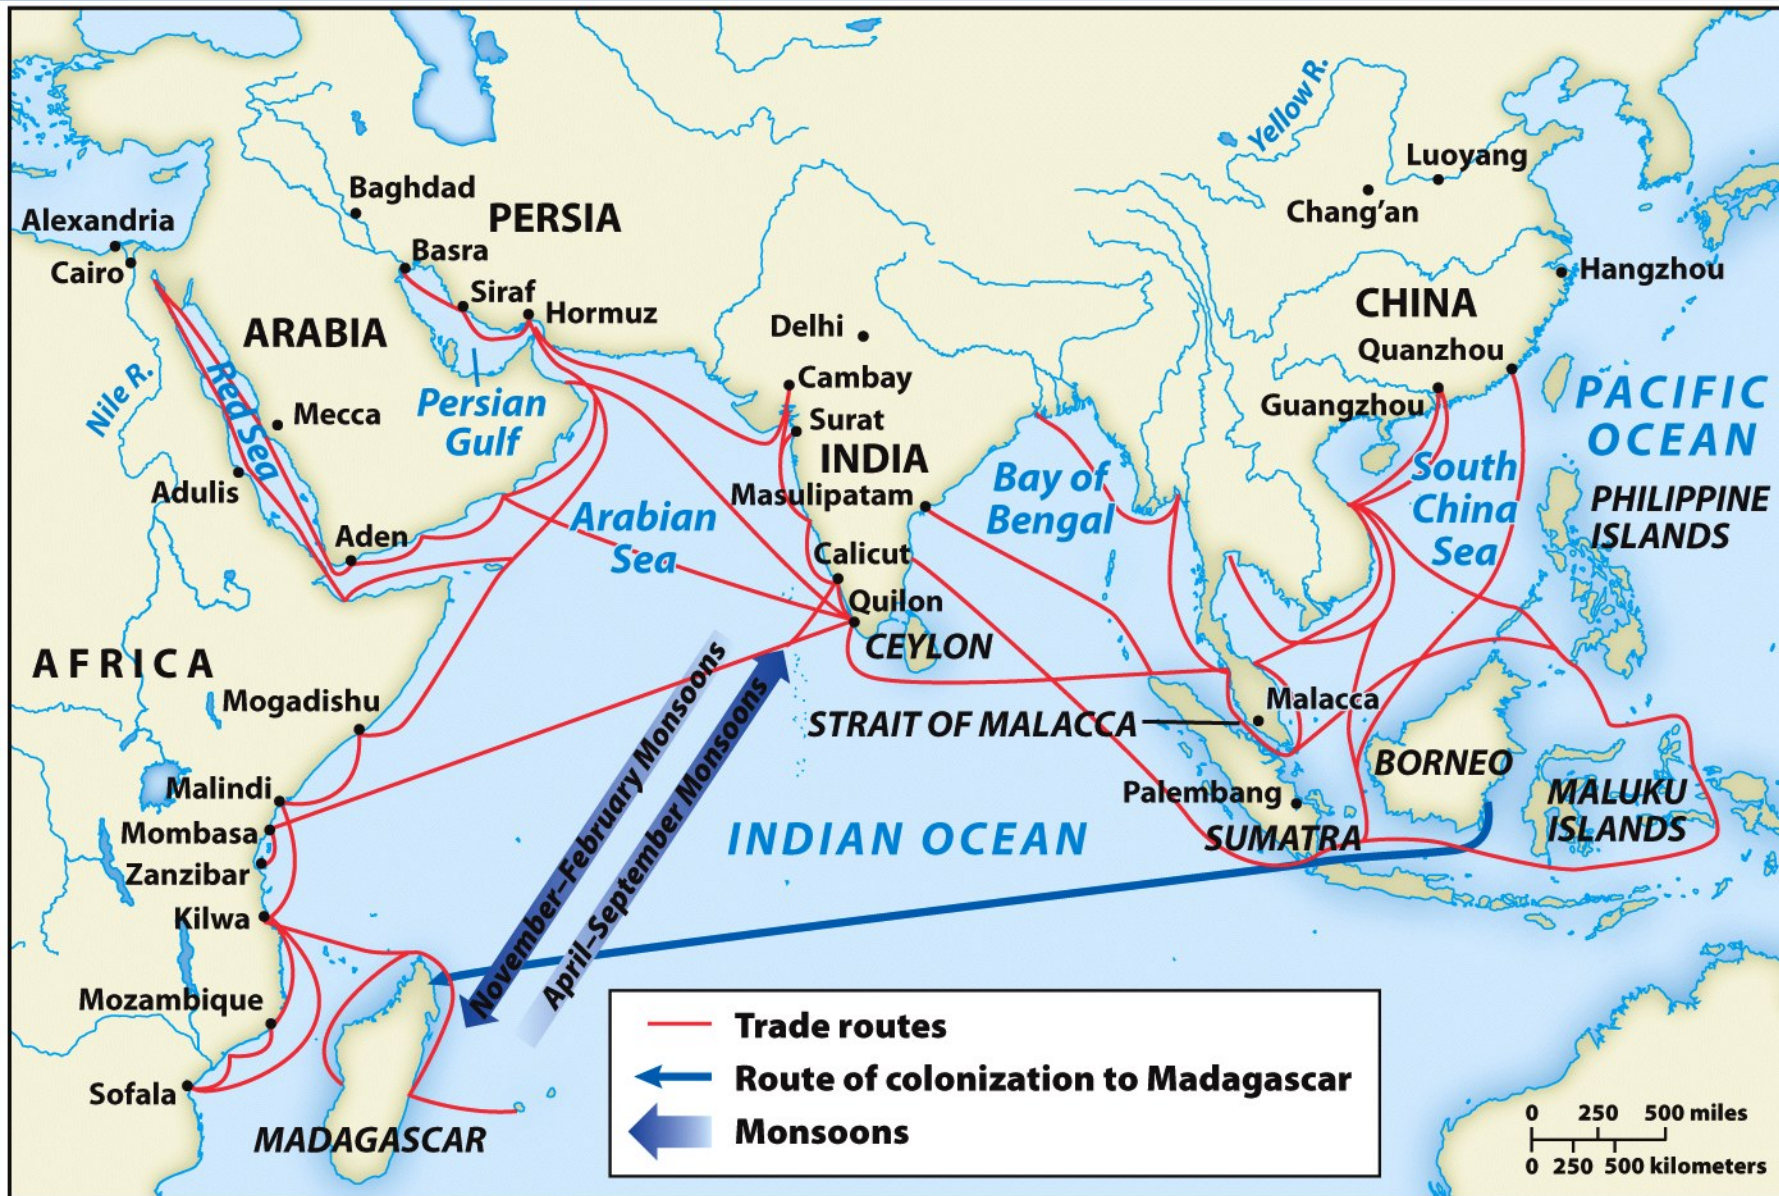 Yellow R.
Luoyang
Baghdad
Chang’an
Alexandria
PERSIA
Basra
Cairo
Hangzhou
Siraf
Hormuz
CHINA
ARABIA
Delhi
Quanzhou
Cambay
Nile R.
Red Sea
Mecca
Persian
Gulf
Surat
Guangzhou
PACIFIC
OCEAN
INDIA
Adulis
Masulipatam
Bay of
Bengal
South
China
Sea
PHILIPPINE
ISLANDS
Arabian
Sea
Aden
Calicut
Quilon
CEYLON
AFRICA
Mogadishu
Malacca
STRAIT OF MALACCA
BORNEO
Malindi
Palembang
MALUKU
ISLANDS
Mombasa
INDIAN OCEAN
SUMATRA
Zanzibar
Kilwa
November–February Monsoons
April–September Monsoons
Mozambique
Sofala
MADAGASCAR
Trade routes
Route of colonization to Madagascar
Monsoons
0 250 500 miles
0 250 500 kilometers